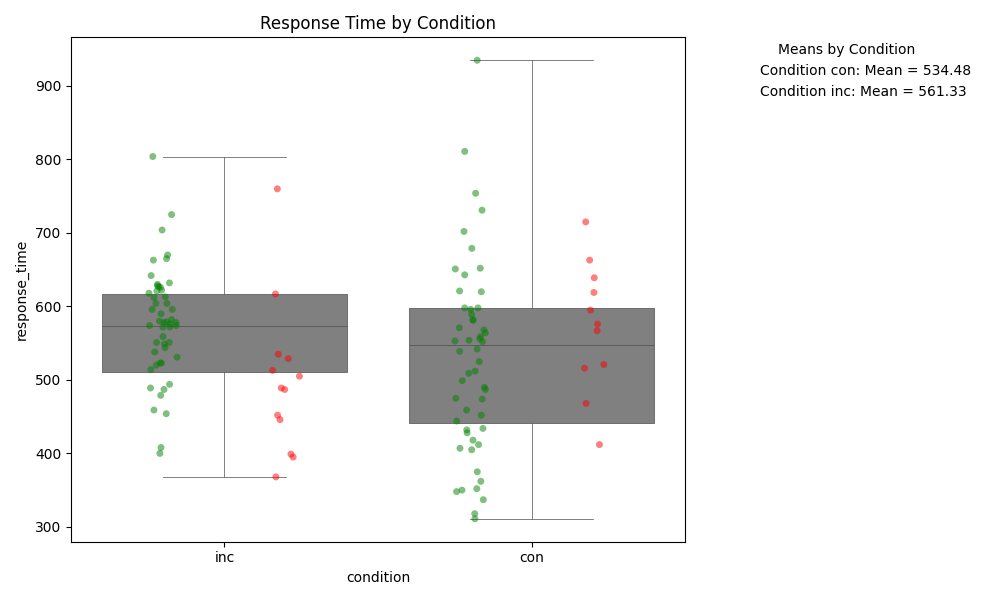 Response Time by Condition
Means by Condition
Condition con: Mean = 534.48
Condition inc: Mean = 561.33
response_time
900
800
700
600
500
400
300
inc
con
condition